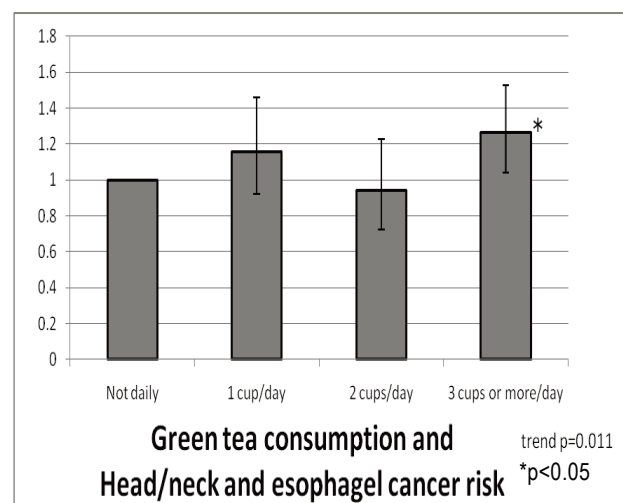 1.8
1.6
1.4
1.2
1
0.8
0.6
0.4
0.2
0
*
Not daily 1 cup/day 2 cups/day 3 cups or more/day
Green tea consumption and
Head/neck and esophagel cancer risk
trend p=0.011
*p<0.05